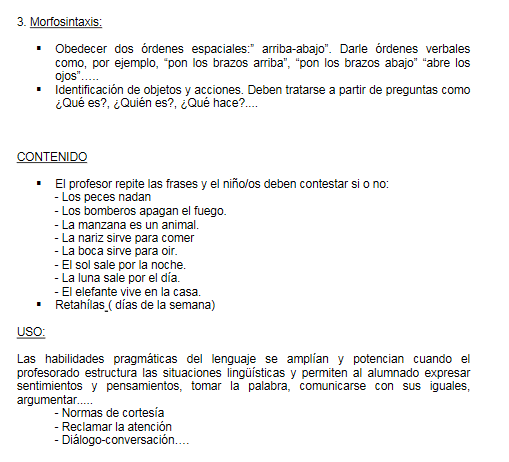 3. Morfosintaxis:
▪ Obedecer dos órdenes espaciales:” arriba-abajo”. Darle órdenes verbales
como, por ejemplo, “pon los brazos arriba”, “pon los brazos abajo” “abre los
ojos”…..
▪ Identificación de objetos y acciones. Deben tratarse a partir de preguntas como
¿Qué es?, ¿Quién es?, ¿Qué hace?....
CONTENIDO
▪ El profesor repite las frases y el niño/os deben contestar si o no:
- Los peces nadan
- Los bomberos apagan el fuego.
- La manzana es un animal.
- La nariz sirve para comer
- La boca sirve para oir.
- El sol sale por la noche.
- La luna sale por el día.
- El elefante vive en la casa.
▪ Retahílas ( días de la semana)
USO:
Las habilidades pragmáticas del lenguaje se amplían y potencian cuando el
profesorado estructura las situaciones lingüísticas y permiten al alumnado expresar
sentimientos y pensamientos, tomar la palabra, comunicarse con sus iguales,
argumentar.....
- Normas de cortesía
- Reclamar la atención
- Diálogo-conversación….